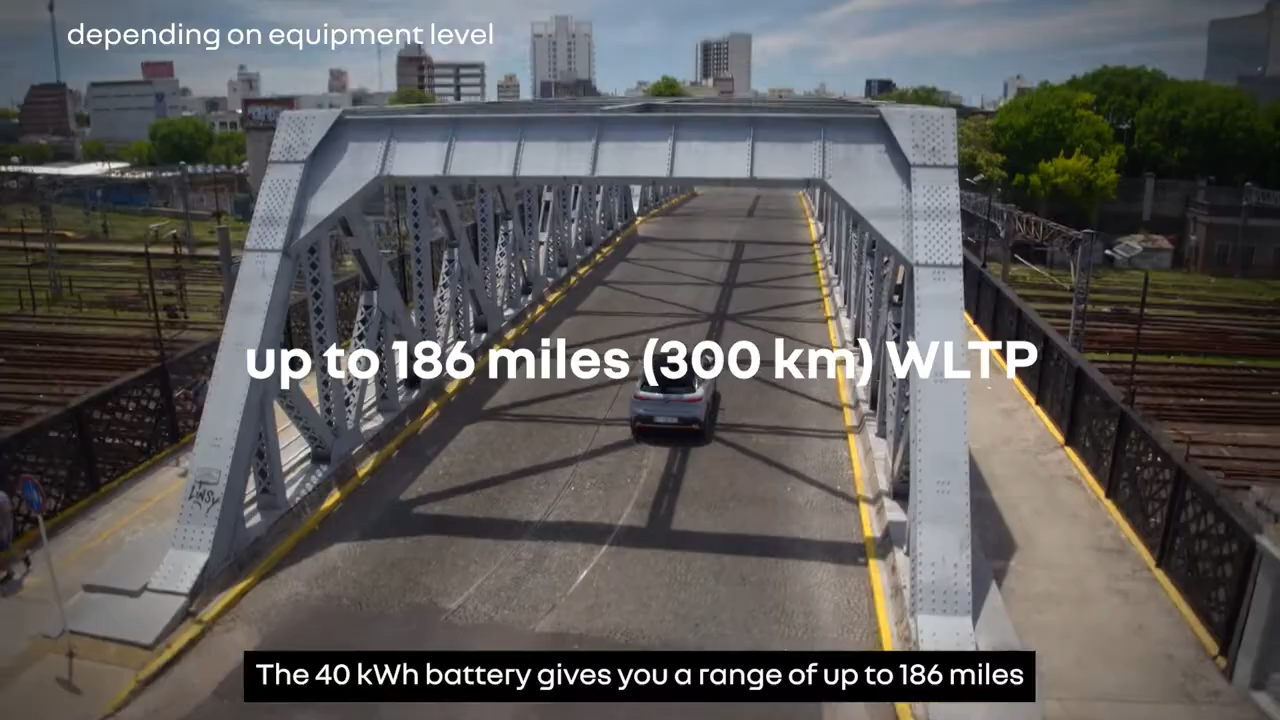 depending on equipment level
up to 186 miles (300 km) WLTP
LINSY
The 40 kWh battery gives you a range of up to 186 miles